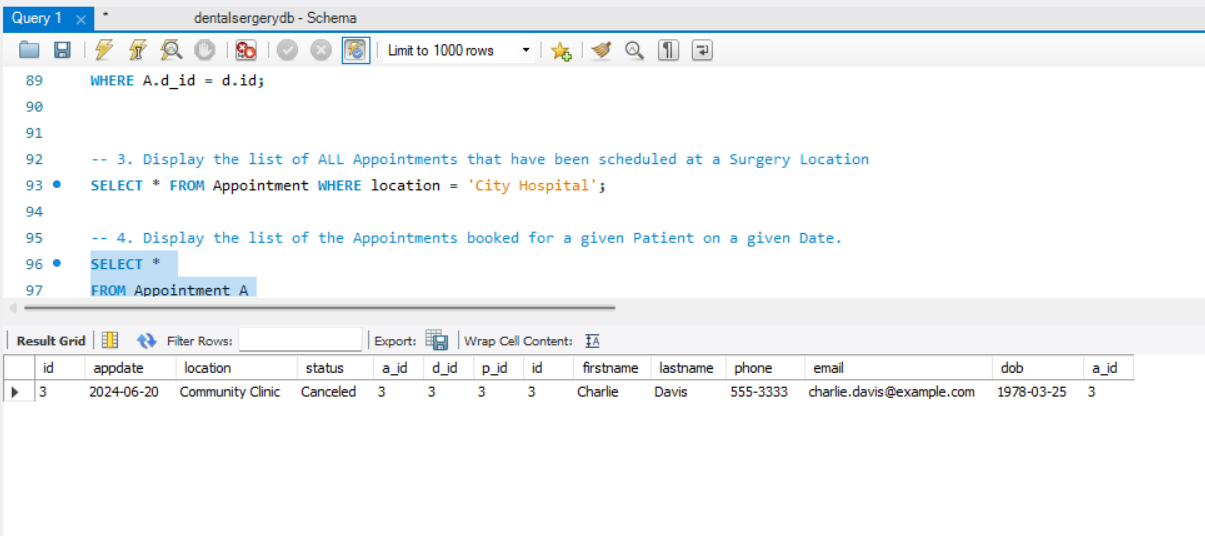 Query 1 × * dentalsergerydb - Schema
Limit to 1000 rows
89 WHERE A.d_id = d.id;
90
91
92 -- 3. Display the list of ALL Appointments that have been scheduled at a Surgery Location
93 SELECT * FROM Appointment WHERE location = 'City Hospital';
94
95 -- 4. Display the list of the Appointments booked for a given Patient on a given Date.
96 SELECT *
97 FROM Appointment A
Result Grid Filter Rows: Export: Wrap Cell Content: IA
id appdate location status a_id d_id p_id id firstname lastname phone email dob a_id
3 2024-06-20 Community Clinic Canceled 3 3 3 3 Charlie Davis 555-3333 charlie.davis@example.com 1978-03-25 3